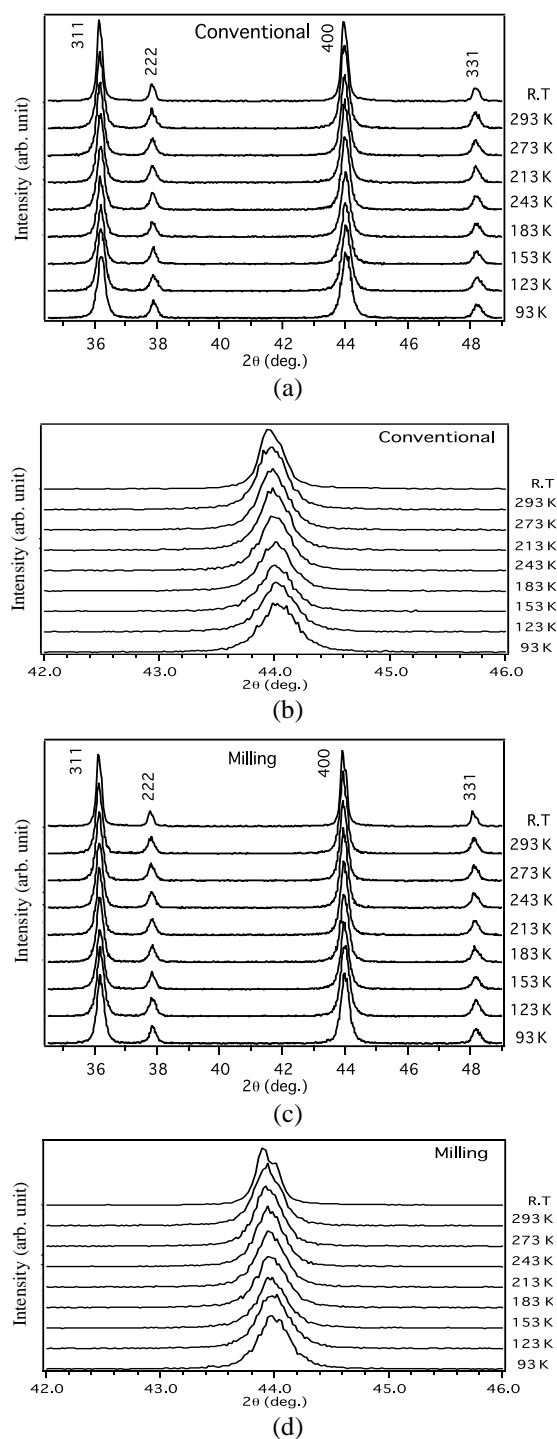 311
222
Conventional
400
331
Intensity (arb. unit)
R.T
293 K
273 K
213 K
243 K
183 K
153 K
123 K
93 K
36 38 40 42 44 46 48
2θ (deg.)
(a)
Conventional
Intensity (arb. unit)
R.T
293 K
273 K
213 K
243 K
183 K
153 K
123 K
93 K
42.0 43.0 44.0 45.0 46.0
2θ (deg.)
(b)
311
222
Milling
400
331
Intensity (arb. unit)
R.T
293 K
273 K
243 K
213 K
183 K
153 K
123 K
93 K
36 38 40 42 44 46 48
2θ (deg.)
(c)
Milling
Intensity (arb. unit)
R.T
293 K
273 K
243 K
213 K
183 K
153 K
123 K
93 K
42.0 43.0 44.0 45.0 46.0
2θ (deg.)
(d)